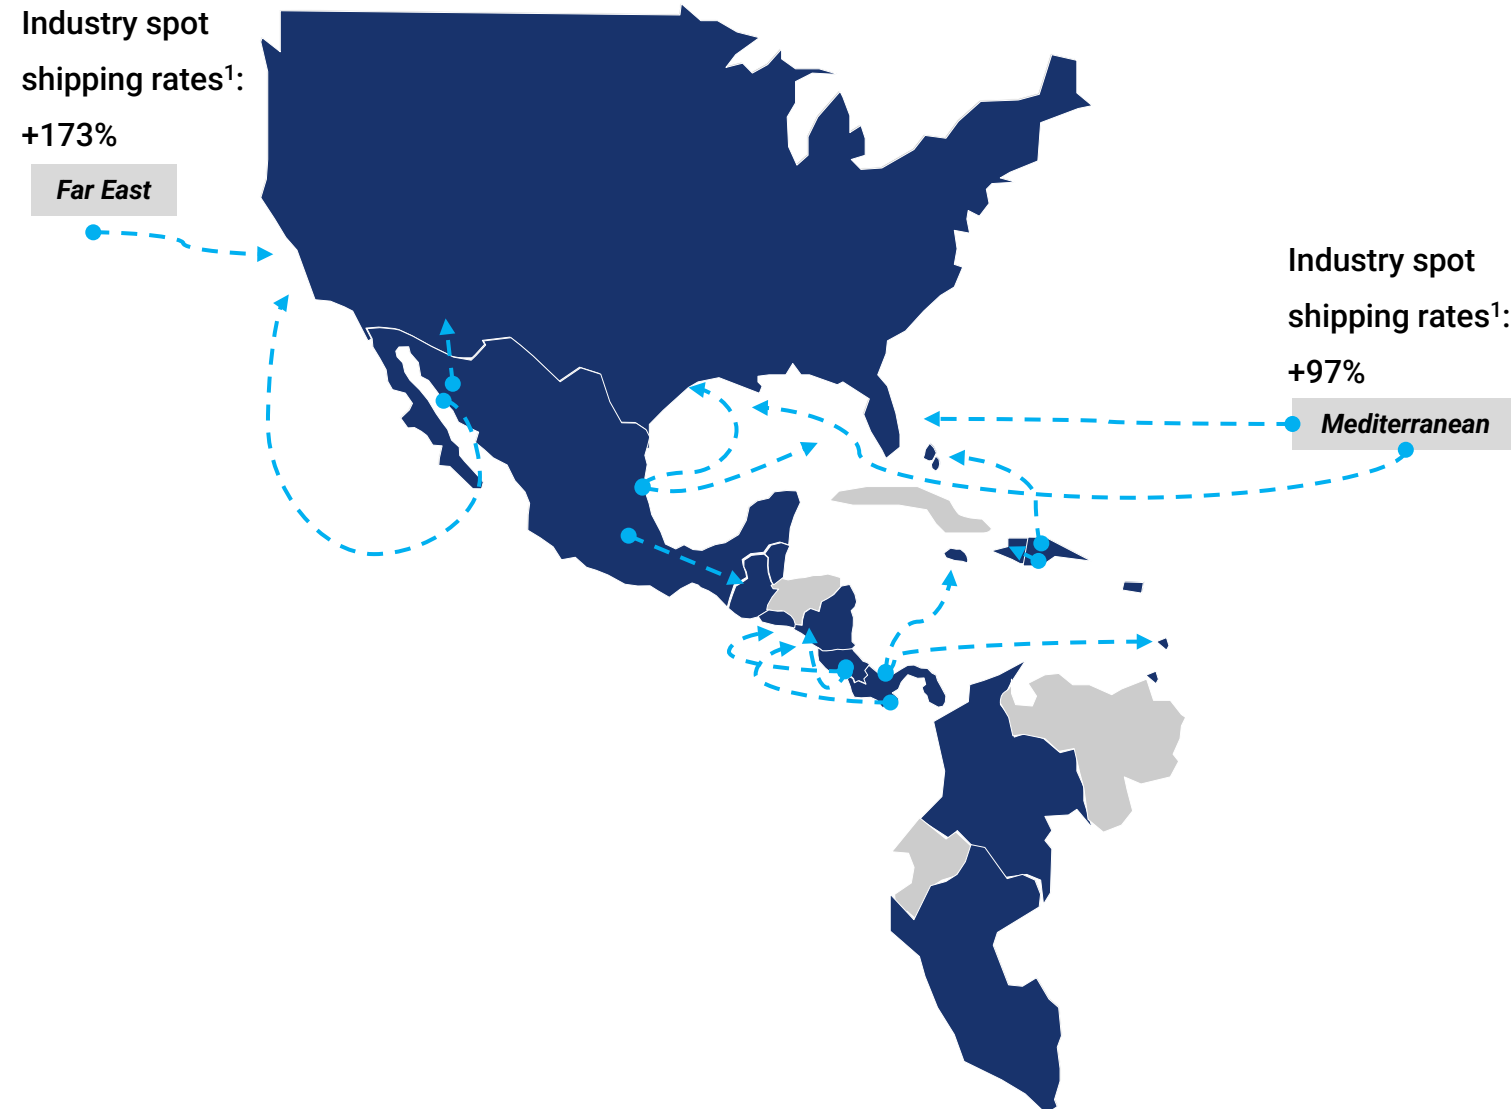 Industry spot
shipping rates¹:
+173%
Far East
Industry spot
shipping rates¹:
+97%
Mediterranean